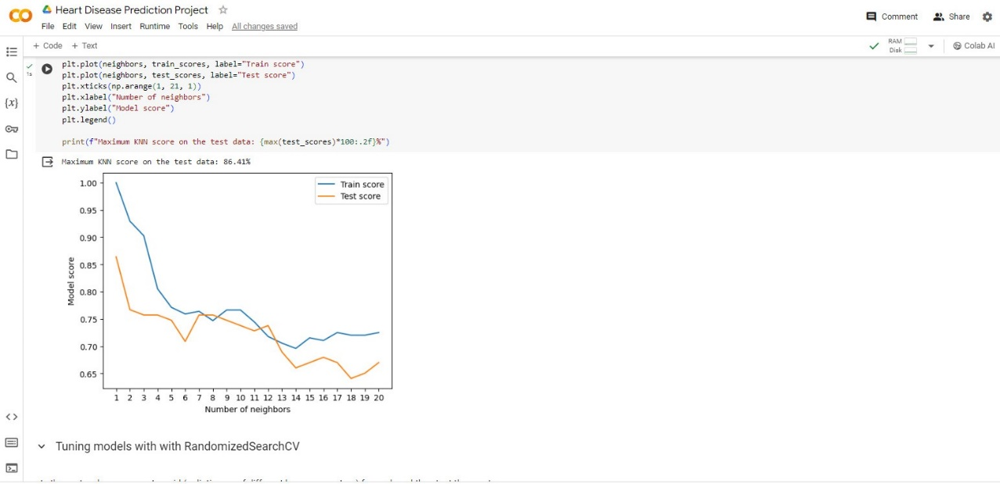 Heart Disease Prediction Project
File Edit View Insert Runtime Tools Help All changes saved
Comment Share
+ Code + Text
RAM
Disk
Colab AI
1s
plt.plot(neighbors, train_scores, label="Train score")
plt.plot(neighbors, test_scores, label="Test score")
plt.xticks(np.arange(1, 21, 1))
plt.xlabel("Number of neighbors")
plt.ylabel("Model score")
plt.legend()
print(f"Maximum KNN score on the test data: {max(test_scores)*100:.2f}%")
Maximum KNN score on the test data: 86.41%
Train score
Test score
1.00
0.95
0.90
0.85
0.80
0.75
0.70
0.65
Model score
1 2 3 4 5 6 7 8 9 10 11 12 13 14 15 16 17 18 19 20
Number of neighbors
Tuning models with with RandomizedSearchCV